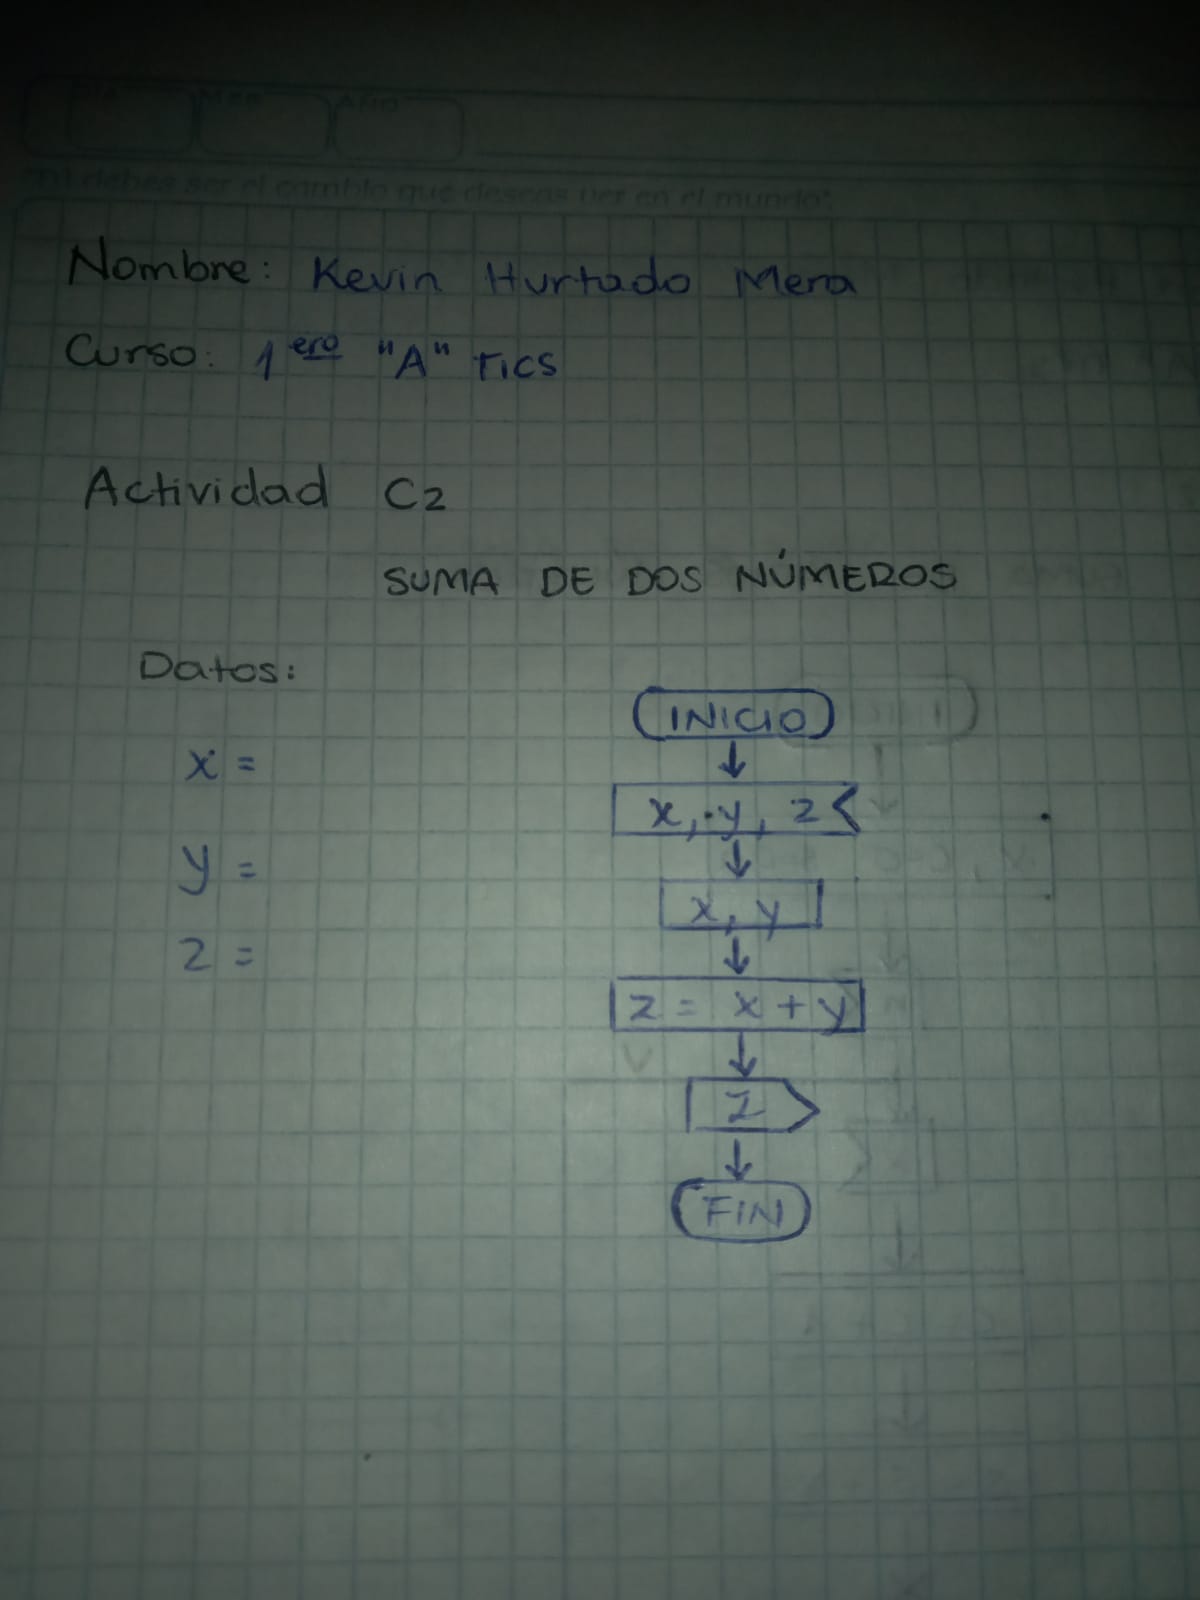 DÍA MES AÑO
debes ser el cambio que deseas ver en el mundo"
Nombre: Kevin Hurtado Mera
Curso: 1ero "A" TICS
Actividad C2
SUMA DE DOS NÚMEROS
Datos:
INICIO
x =
x, y, z
y =
x, y
z =
z = x + y
z
FIN